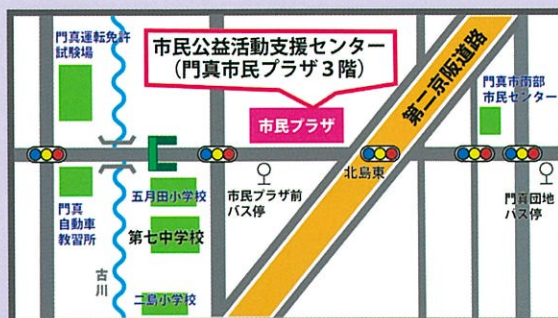 門真運転免許
試験場
市民公益活動支援センター
(門真市民プラザ3階)
第二京阪道路
門真市南部
市民センター
市民プラザ
北島東
門真
自動車
教習所
五月田小学校
市民プラザ前
バス停
門真団地
バス停
第七中学校
古川
二島小学校